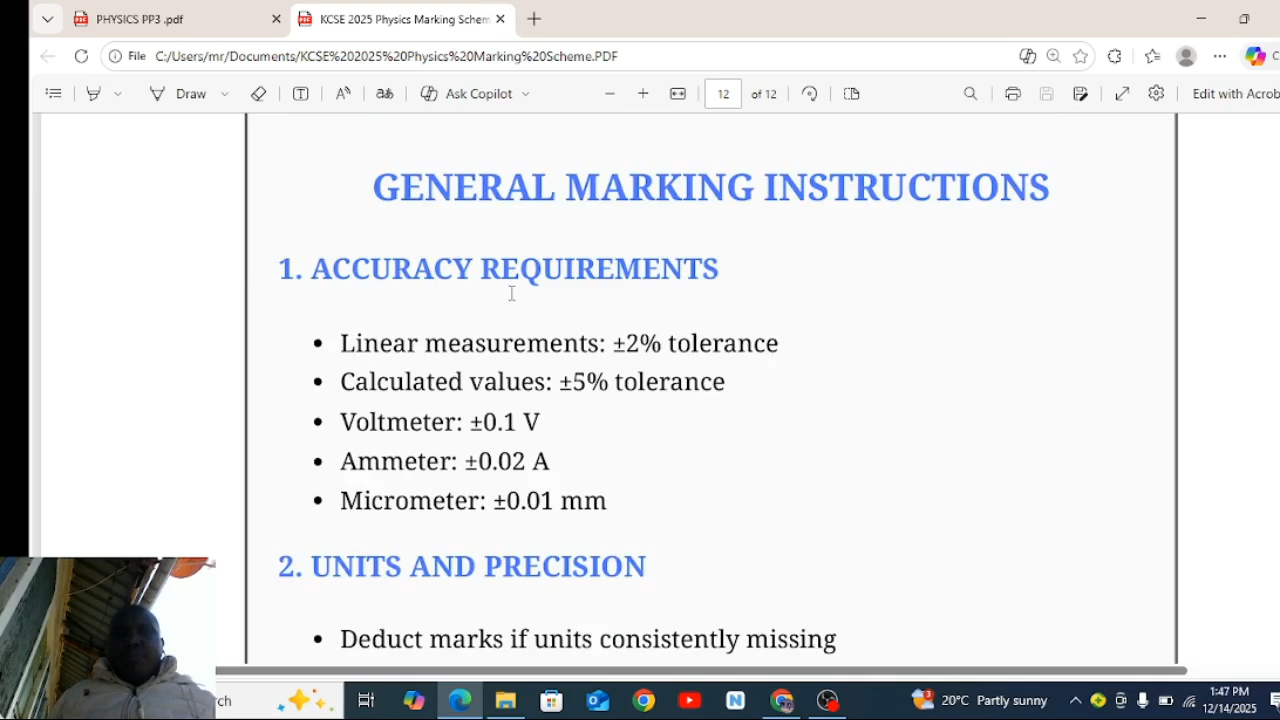 PHYSICS PP3 .pdf
KCSE 2025 Physics Marking Schem
File C:/Users/mr/Documents/KCSE%202025%20Physics%20Marking%20Scheme.PDF
Draw
Ask Copilot
12 of 12
Edit with Acrob
GENERAL MARKING INSTRUCTIONS
1. ACCURACY REQUIREMENTS
• Linear measurements: ±2% tolerance
• Calculated values: ±5% tolerance
• Voltmeter: ±0.1 V
• Ammeter: ±0.02 A
• Micrometer: ±0.01 mm
2. UNITS AND PRECISION
• Deduct marks if units consistently missing
rch
20°C Partly sunny
1:47 PM
12/14/2025